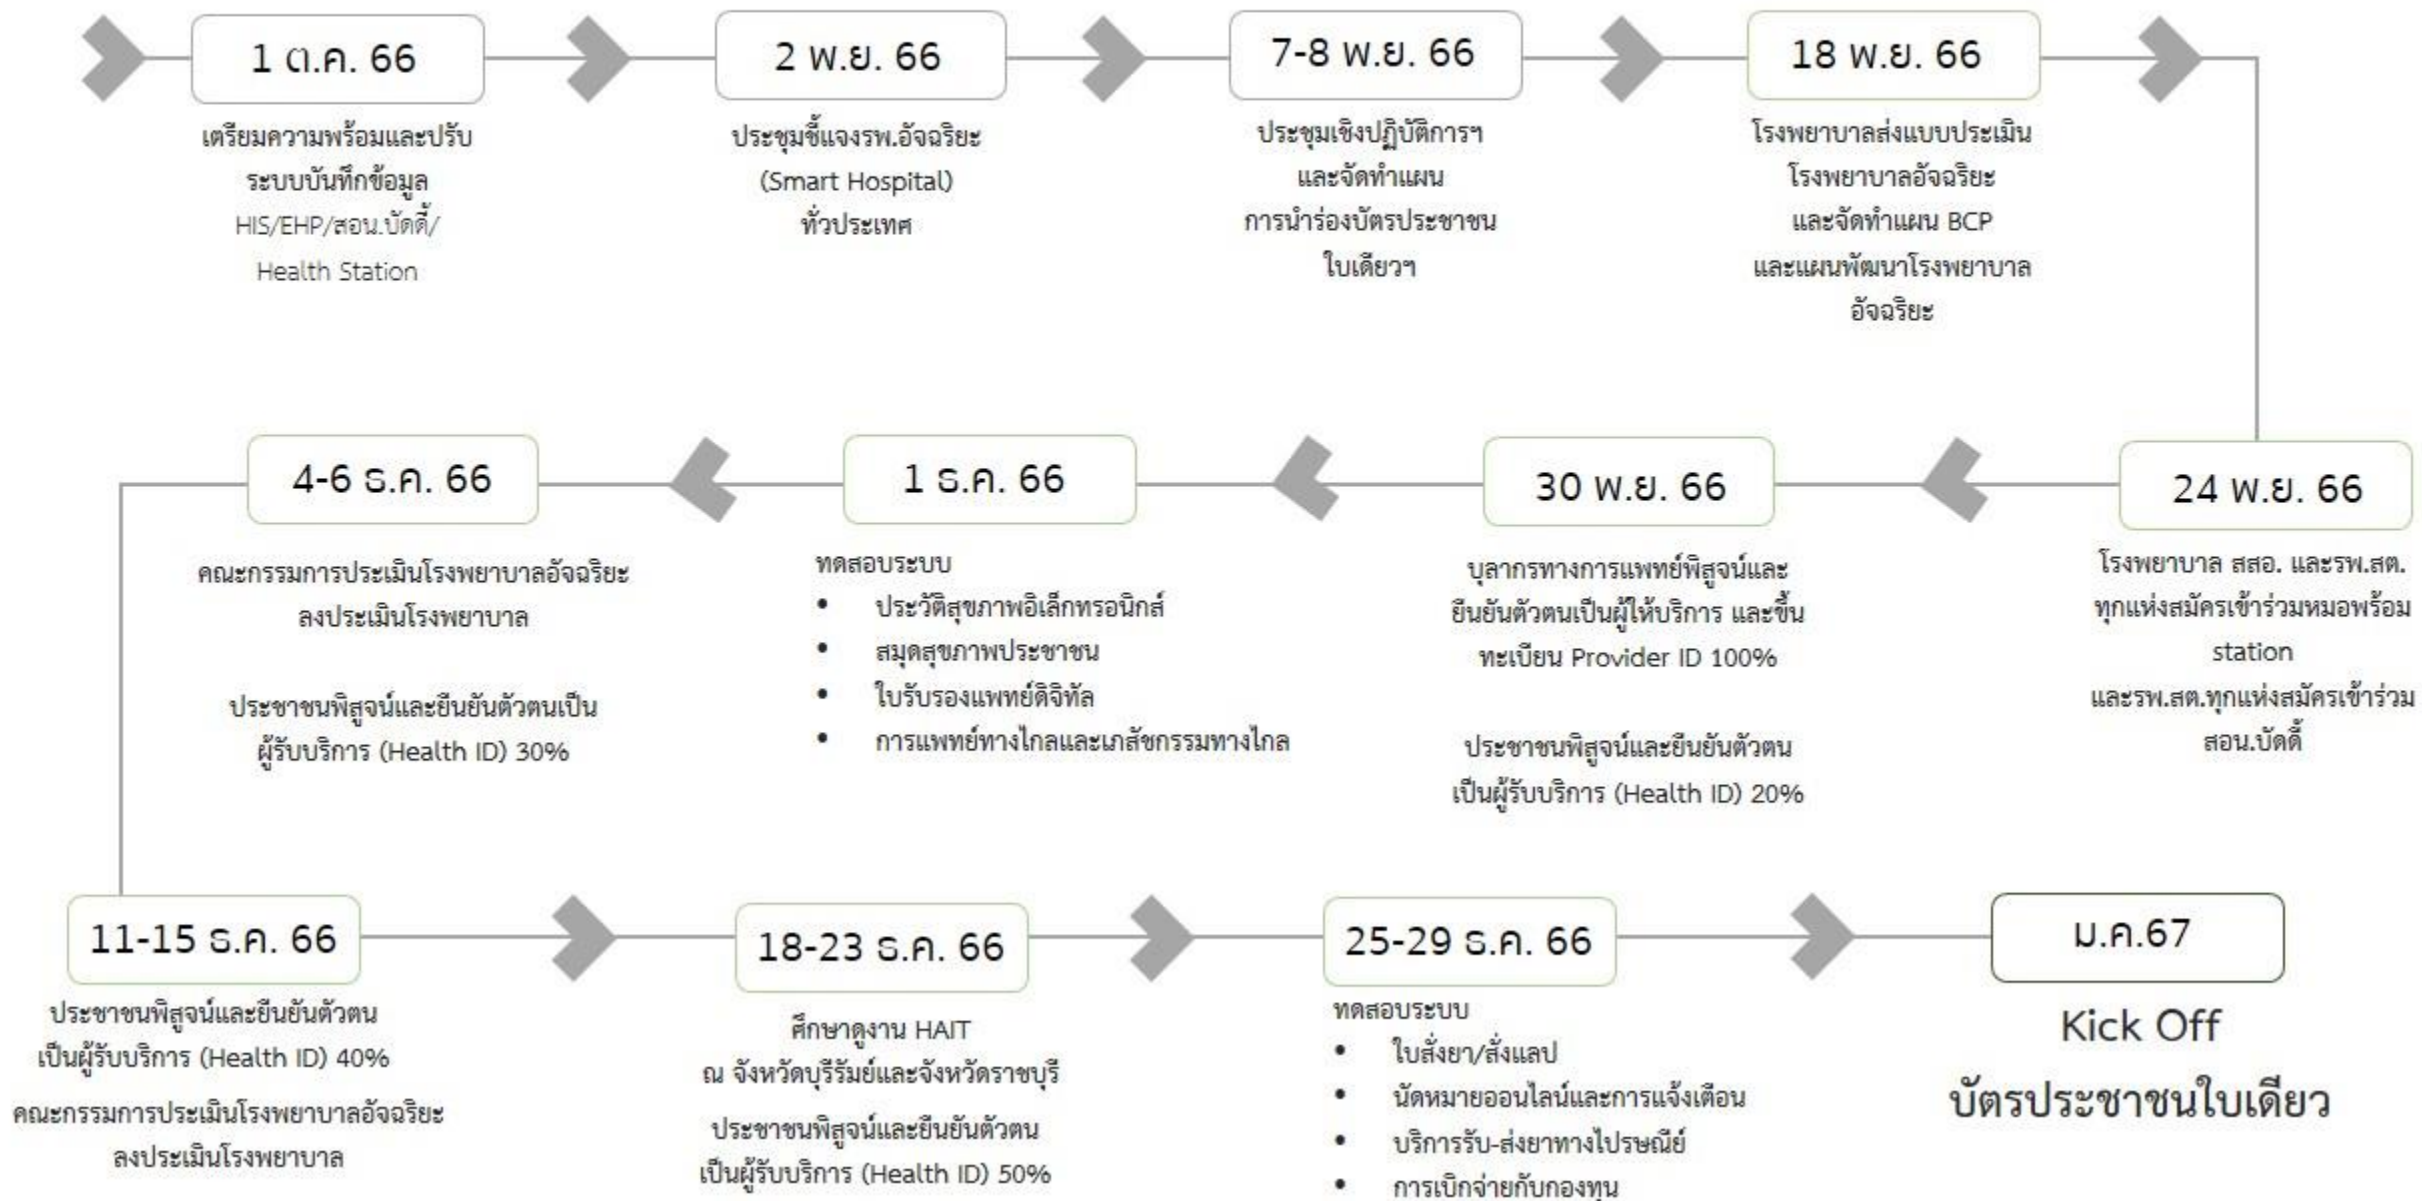 1 ต.ค. 66
เตรียมความพร้อมและปรับ
ระบบบันทึกข้อมูล
HIS/EHP/สอน.บัดดี้/
Health Station
2 พ.ย. 66
ประชุมชี้แจงรพ.อัจฉริยะ
(Smart Hospital)
ทั่วประเทศ
7-8 พ.ย. 66
ประชุมเชิงปฏิบัติการฯ
และจัดทำแผน
การนำร่องบัตรประชาชน
ใบเดียวฯ
18 พ.ย. 66
โรงพยาบาลส่งแบบประเมิน
โรงพยาบาลอัจฉริยะ
และจัดทำแผน BCP
และแผนพัฒนาโรงพยาบาล
อัจฉริยะ
24 พ.ย. 66
โรงพยาบาล สสอ. และรพ.สต.
ทุกแห่งสมัครเข้าร่วมหมอพร้อม
station
และรพ.สต.ทุกแห่งสมัครเข้าร่วม
สอน.บัดดี้
30 พ.ย. 66
บุลากรทางการแพทย์พิสูจน์และ
ยืนยันตัวตนเป็นผู้ให้บริการ และขึ้น
ทะเบียน Provider ID 100%
ประชาชนพิสูจน์และยืนยันตัวตน
เป็นผู้รับบริการ (Health ID) 20%
1 ธ.ค. 66
ทดสอบระบบ
• ประวัติสุขภาพอิเล็กทรอนิกส์
• สมุดสุขภาพประชาชน
• ใบรับรองแพทย์ดิจิทัล
• การแพทย์ทางไกลและเภสัชกรรมทางไกล
4-6 ธ.ค. 66
คณะกรรมการประเมินโรงพยาบาลอัจฉริยะ
ลงประเมินโรงพยาบาล
ประชาชนพิสูจน์และยืนยันตัวตนเป็น
ผู้รับบริการ (Health ID) 30%
11-15 ธ.ค. 66
ประชาชนพิสูจน์และยืนยันตัวตน
เป็นผู้รับบริการ (Health ID) 40%
คณะกรรมการประเมินโรงพยาบาลอัจฉริยะ
ลงประเมินโรงพยาบาล
18-23 ธ.ค. 66
ศึกษาดูงาน HAIT
ณ จังหวัดบุรีรัมย์และจังหวัดราชบุรี
ประชาชนพิสูจน์และยืนยันตัวตน
เป็นผู้รับบริการ (Health ID) 50%
25-29 ธ.ค. 66
ทดสอบระบบ
• ใบสั่งยา/สั่งแลป
• นัดหมายออนไลน์และการแจ้งเตือน
• บริการรับ-ส่งยาทางไปรษณีย์
• การเบิกจ่ายกับกองทุน
ม.ค.67
Kick Off
บัตรประชาชนใบเดียว